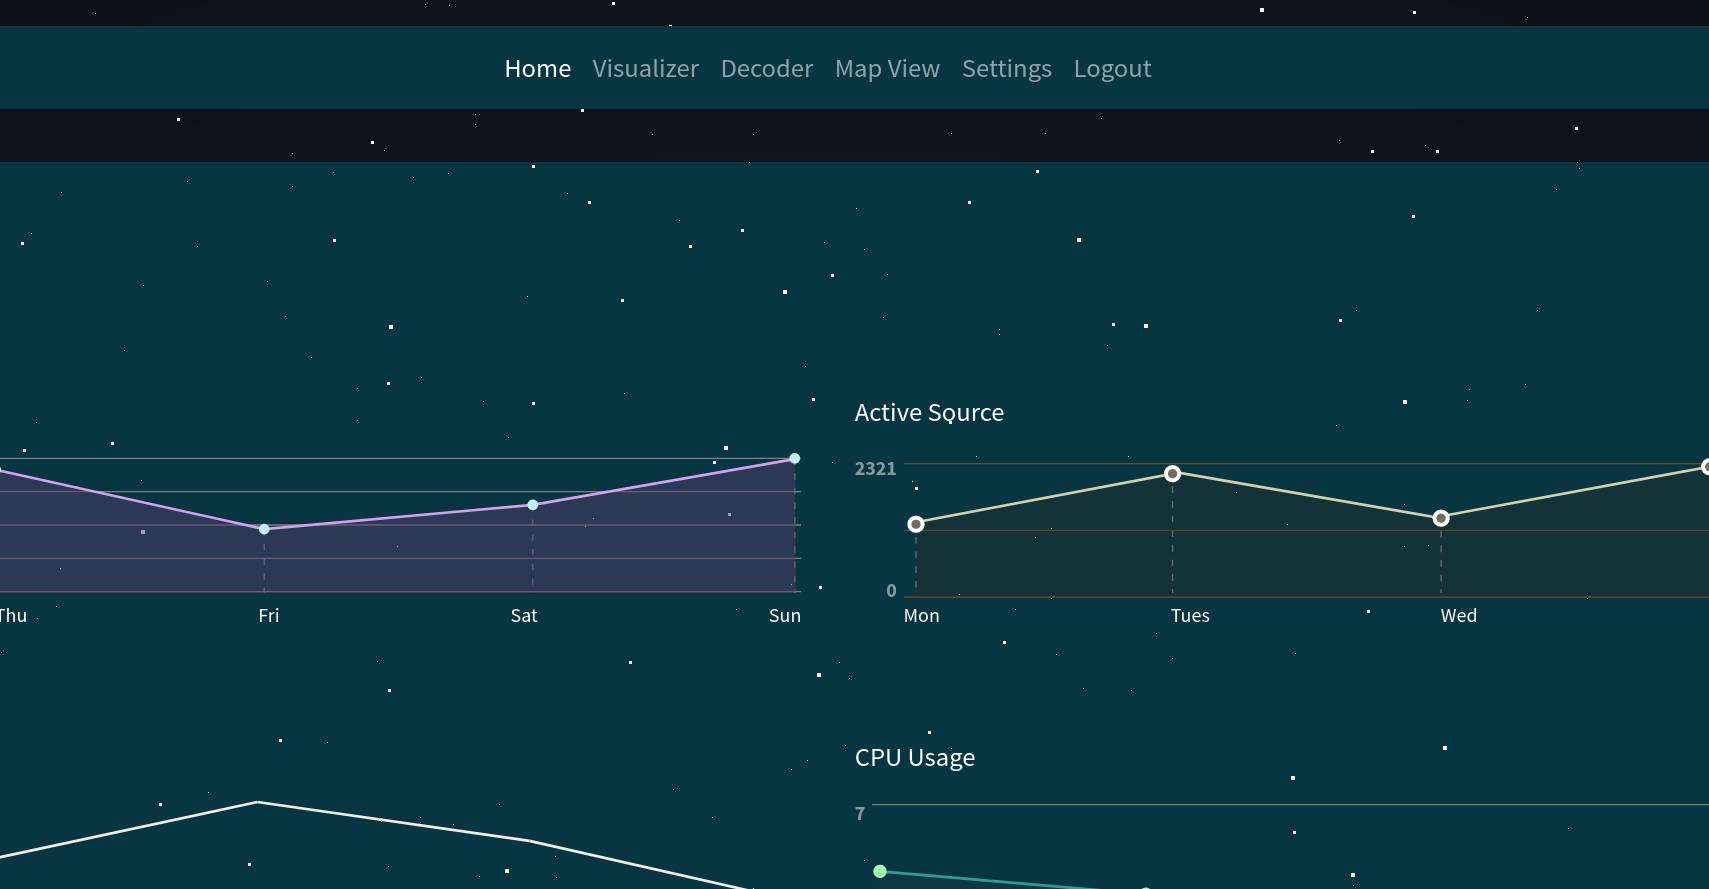 Home Visualizer Decoder Map View Settings Logout
Active Source
2321
0
Thu Fri Sat Sun
Mon Tues Wed
CPU Usage
7